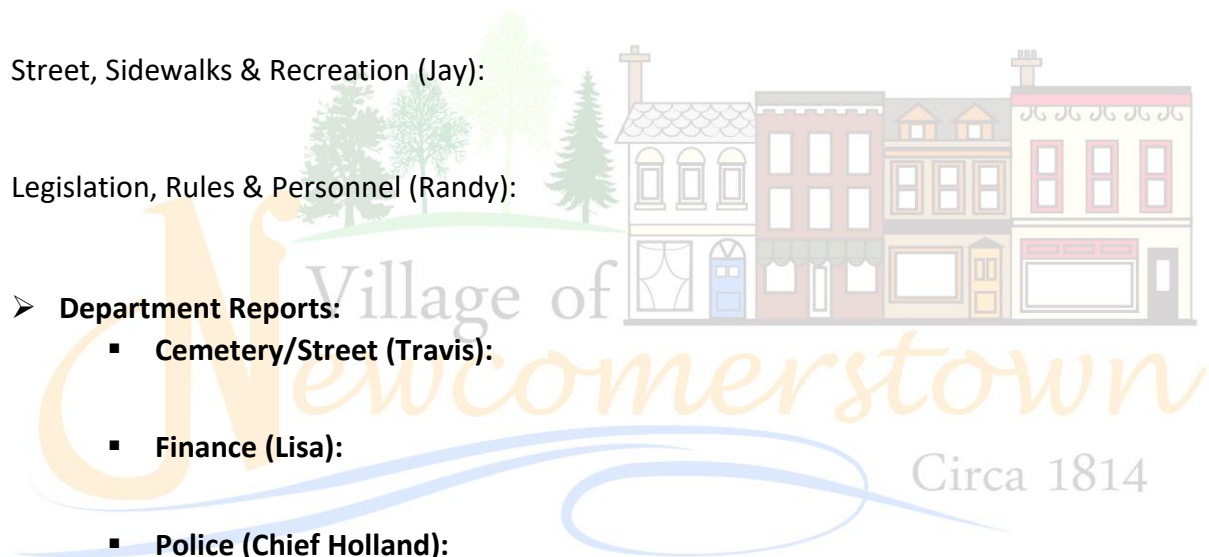 Street, Sidewalks & Recreation (Jay):
Legislation, Rules & Personnel (Randy):
➢ Department Reports:
▪ Cemetery/Street (Travis):
▪ Finance (Lisa):
▪ Police (Chief Holland):
Village of
Newcomerstown
Circa 1814